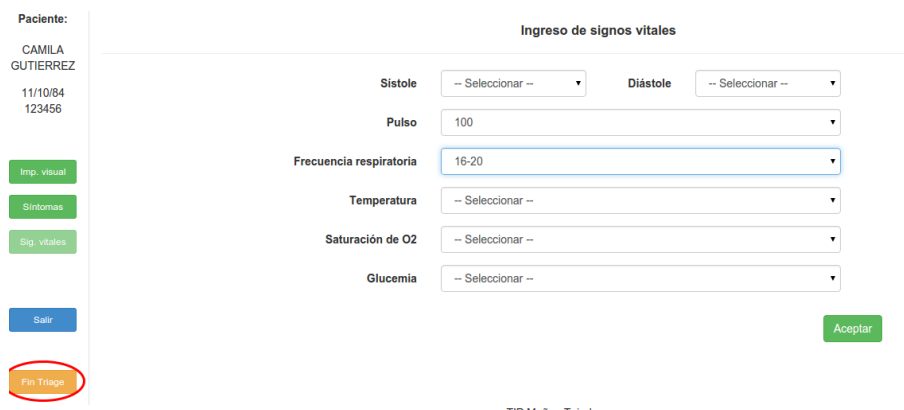 Paciente:
CAMILA
GUTIERREZ
11/10/84
123456
Imp. visual
Síntomas
Sig. vitales
Salir
Fin Triage
Ingreso de signos vitales
Sístole -- Seleccionar -- Diástole -- Seleccionar --
Pulso 100
Frecuencia respiratoria 16-20
Temperatura -- Seleccionar --
Saturación de O2 -- Seleccionar --
Glucemia -- Seleccionar --
Aceptar